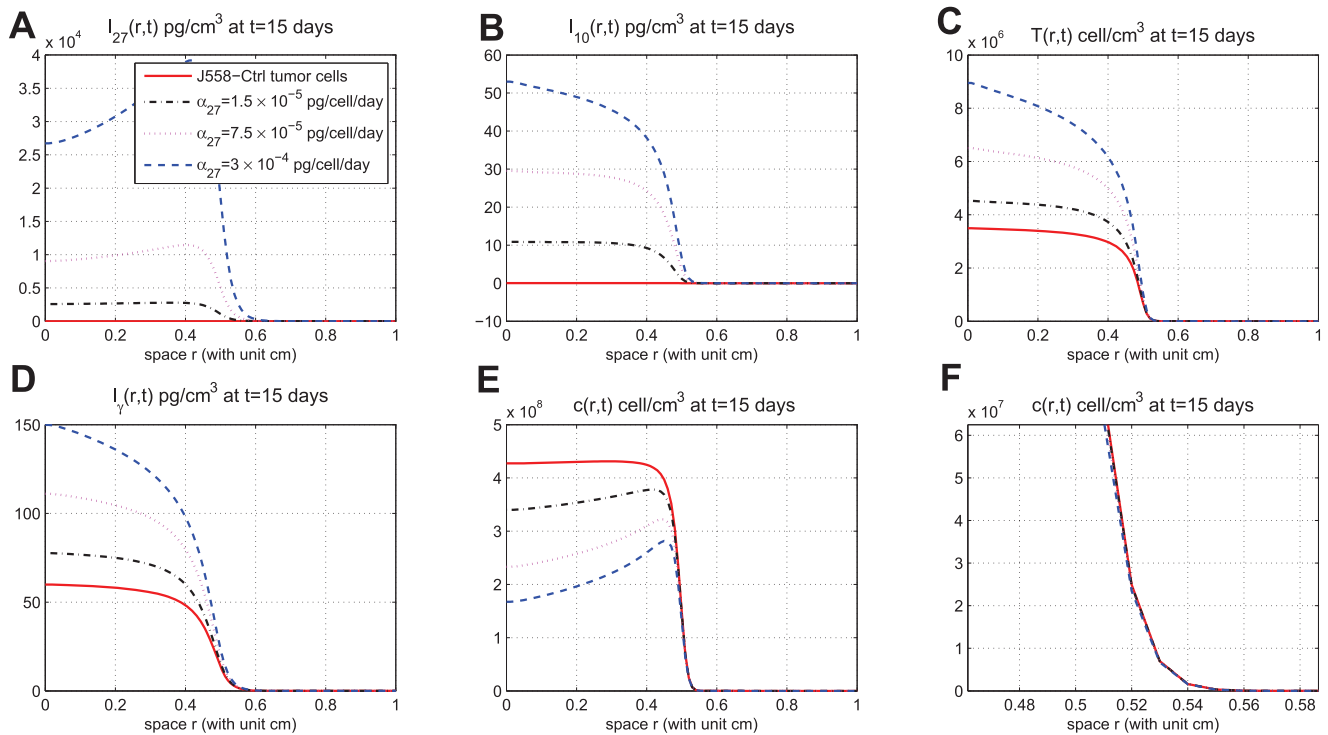 A
I₂₇(r,t) pg/cm³ at t=15 days
x 10⁴
4
3.5
3
2.5
2
1.5
1
0.5
0
J558−Ctrl tumor cells
α₂₇=1.5 × 10⁻⁵ pg/cell/day
α₂₇=7.5 × 10⁻⁵ pg/cell/day
α₂₇=3 × 10⁻⁴ pg/cell/day
0 0.2 0.4 0.6 0.8 1
space r (with unit cm)
B
I₁₀(r,t) pg/cm³ at t=15 days
60
50
40
30
20
10
0
−10
0 0.2 0.4 0.6 0.8 1
space r (with unit cm)
C
T(r,t) cell/cm³ at t=15 days
x 10⁶
10
8
6
4
2
0
0 0.2 0.4 0.6 0.8 1
space r (with unit cm)
D
Iᵧ(r,t) pg/cm³ at t=15 days
150
100
50
0
0 0.2 0.4 0.6 0.8 1
space r (with unit cm)
E
c(r,t) cell/cm³ at t=15 days
x 10⁸
5
4
3
2
1
0
0 0.2 0.4 0.6 0.8 1
space r (with unit cm)
F
c(r,t) cell/cm³ at t=15 days
x 10⁷
6
5
4
3
2
1
0
0.48 0.5 0.52 0.54 0.56 0.58
space r (with unit cm)